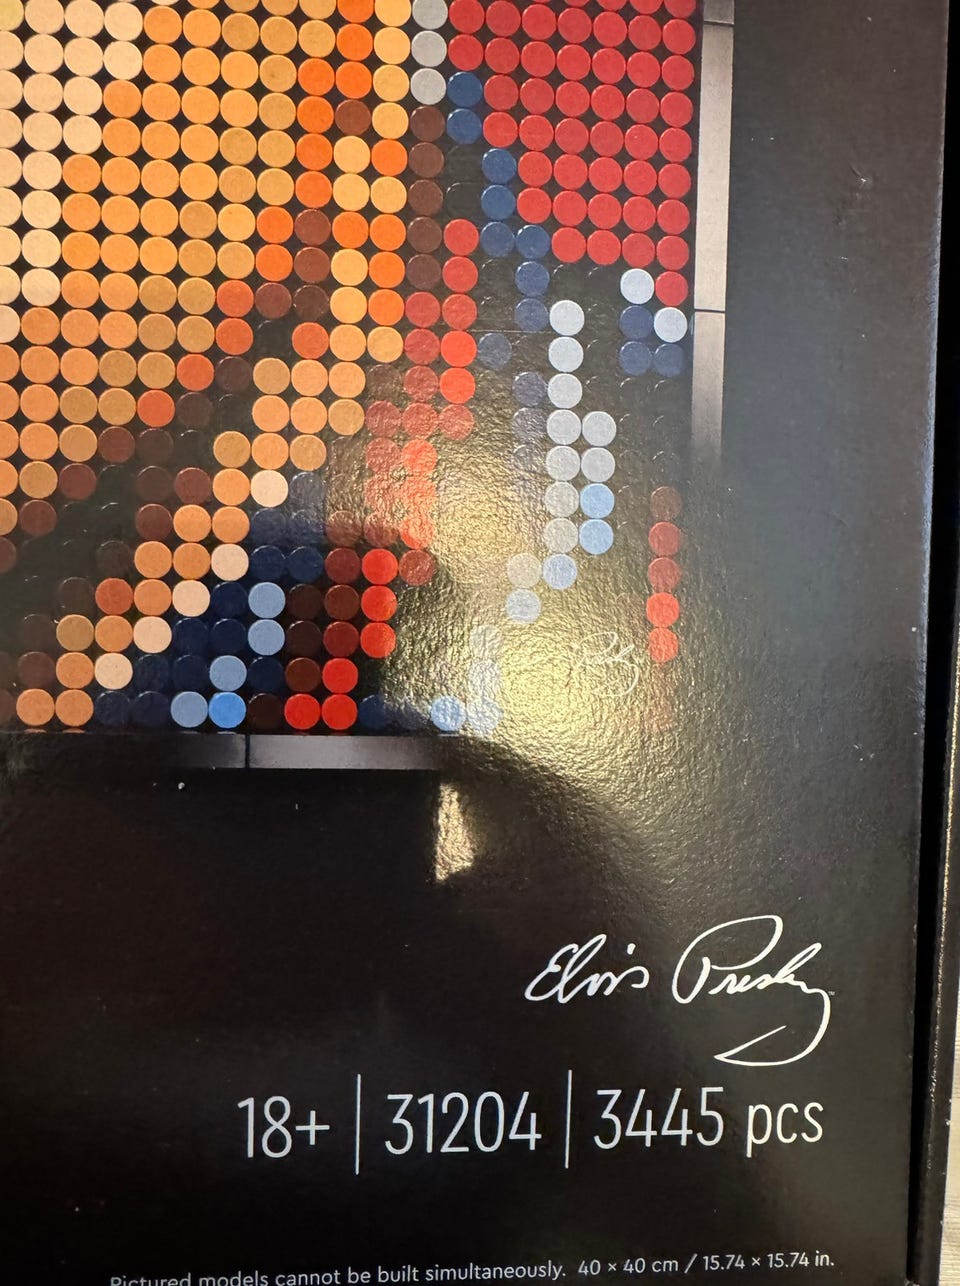 Elvis Presley
18+ | 31204 | 3445 pcs
Pictured models cannot be built simultaneously. 40 × 40 cm / 15.74 × 15.74 in.